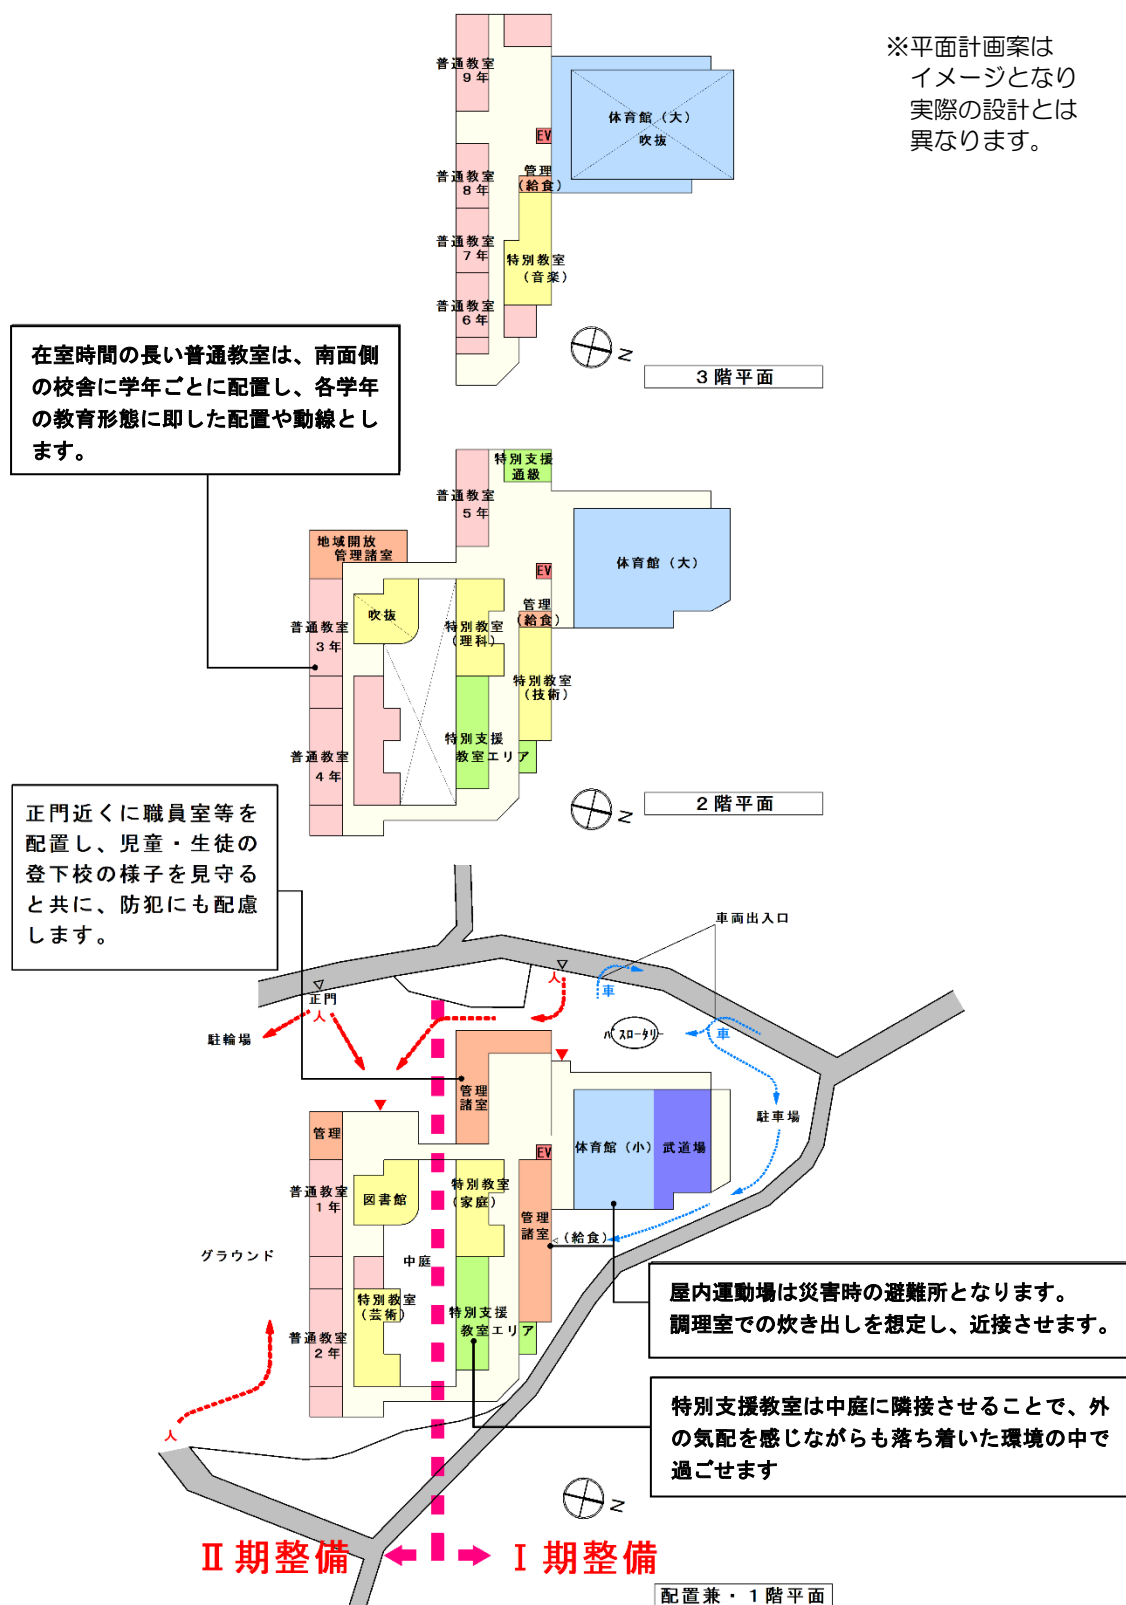 ※平面計画案は
イメージとなり
実際の設計とは
異なります。
普通教室
9年
体育館（大）
吹抜
EV
管理
（給食）
普通教室
8年
普通教室
7年
特別教室
（音楽）
普通教室
6年
N
3階平面
在室時間の長い普通教室は、南面側
の校舎に学年ごとに配置し、各学年
の教育形態に即した配置や動線とし
ます。
特別支援
通級
普通教室
5年
地域開放
管理諸室
体育館（大）
EV
吹抜
管理
（給食）
普通教室
3年
特別教室
（理科）
特別教室
（技術）
特別支援
教室エリア
普通教室
4年
N
2階平面
正門近くに職員室等を
配置し、児童・生徒の
登下校の様子を見守る
と共に、防犯にも配慮
します。
車両出入口
人
車
正門
人
駐輪場
バスロータリー
車
管理
諸室
駐車場
管理
EV
体育館（小）
武道場
普通教室
1年
図書館
特別教室
（家庭）
管理
諸室
（給食）
グラウンド
中庭
特別教室
（芸術）
特別支援
教室エリア
普通教室
2年
屋内運動場は災害時の避難所となります。
調理室での炊き出しを想定し、近接させます。
特別支援教室は中庭に隣接させることで、外
の気配を感じながらも落ち着いた環境の中で
過ごせます
人
N
Ⅱ期整備
Ⅰ期整備
配置兼・1階平面